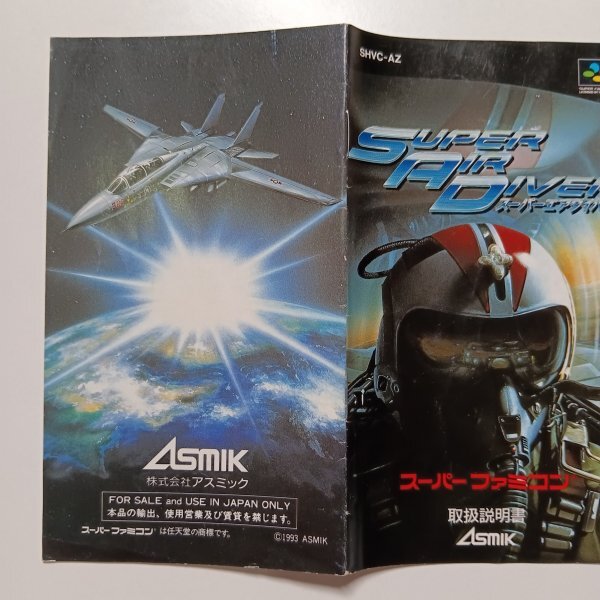 ASMIK
株式会社アスミック
FOR SALE and USE IN JAPAN ONLY
本品の輸出、使用営業及び賃貸を禁じます。
スーパーファミコンは任天堂の商標です。
©1993 ASMIK
SHVC-AZ
SUPER
AIR
DIVER
スーパーエアダイバ
スーパーファミコン
取扱説明書
ASMIK